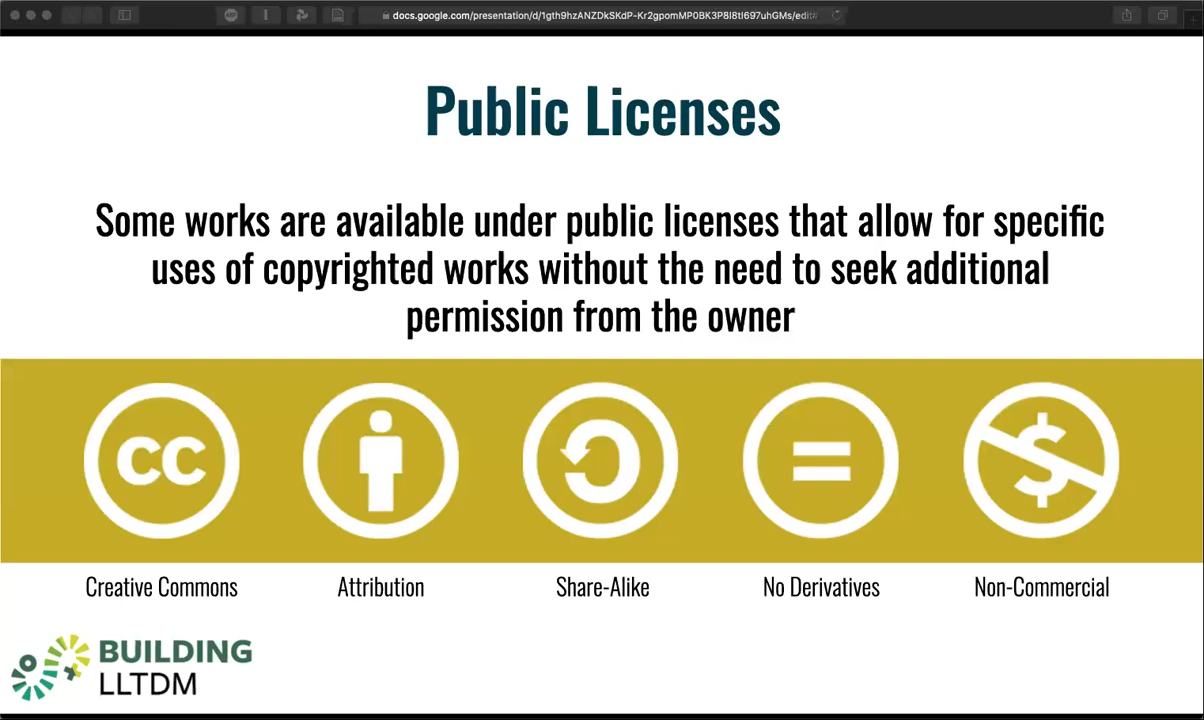 docs.google.com/presentation/d/1gth9hzANZDkSKdP-Kr2gpomMP0BK3P8l8tI697uhGMs/edit#
Public Licenses
Some works are available under public licenses that allow for specific
uses of copyrighted works without the need to seek additional
permission from the owner
cc
$
Creative Commons
Attribution
Share-Alike
No Derivatives
Non-Commercial
BUILDING
LLTDM